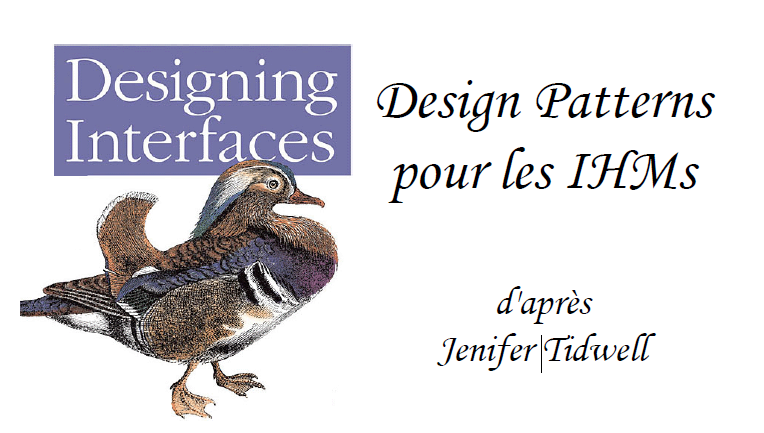 Designing
Interfaces
Design Patterns
pour les IHMs
d'après
Jenifer Tidwell